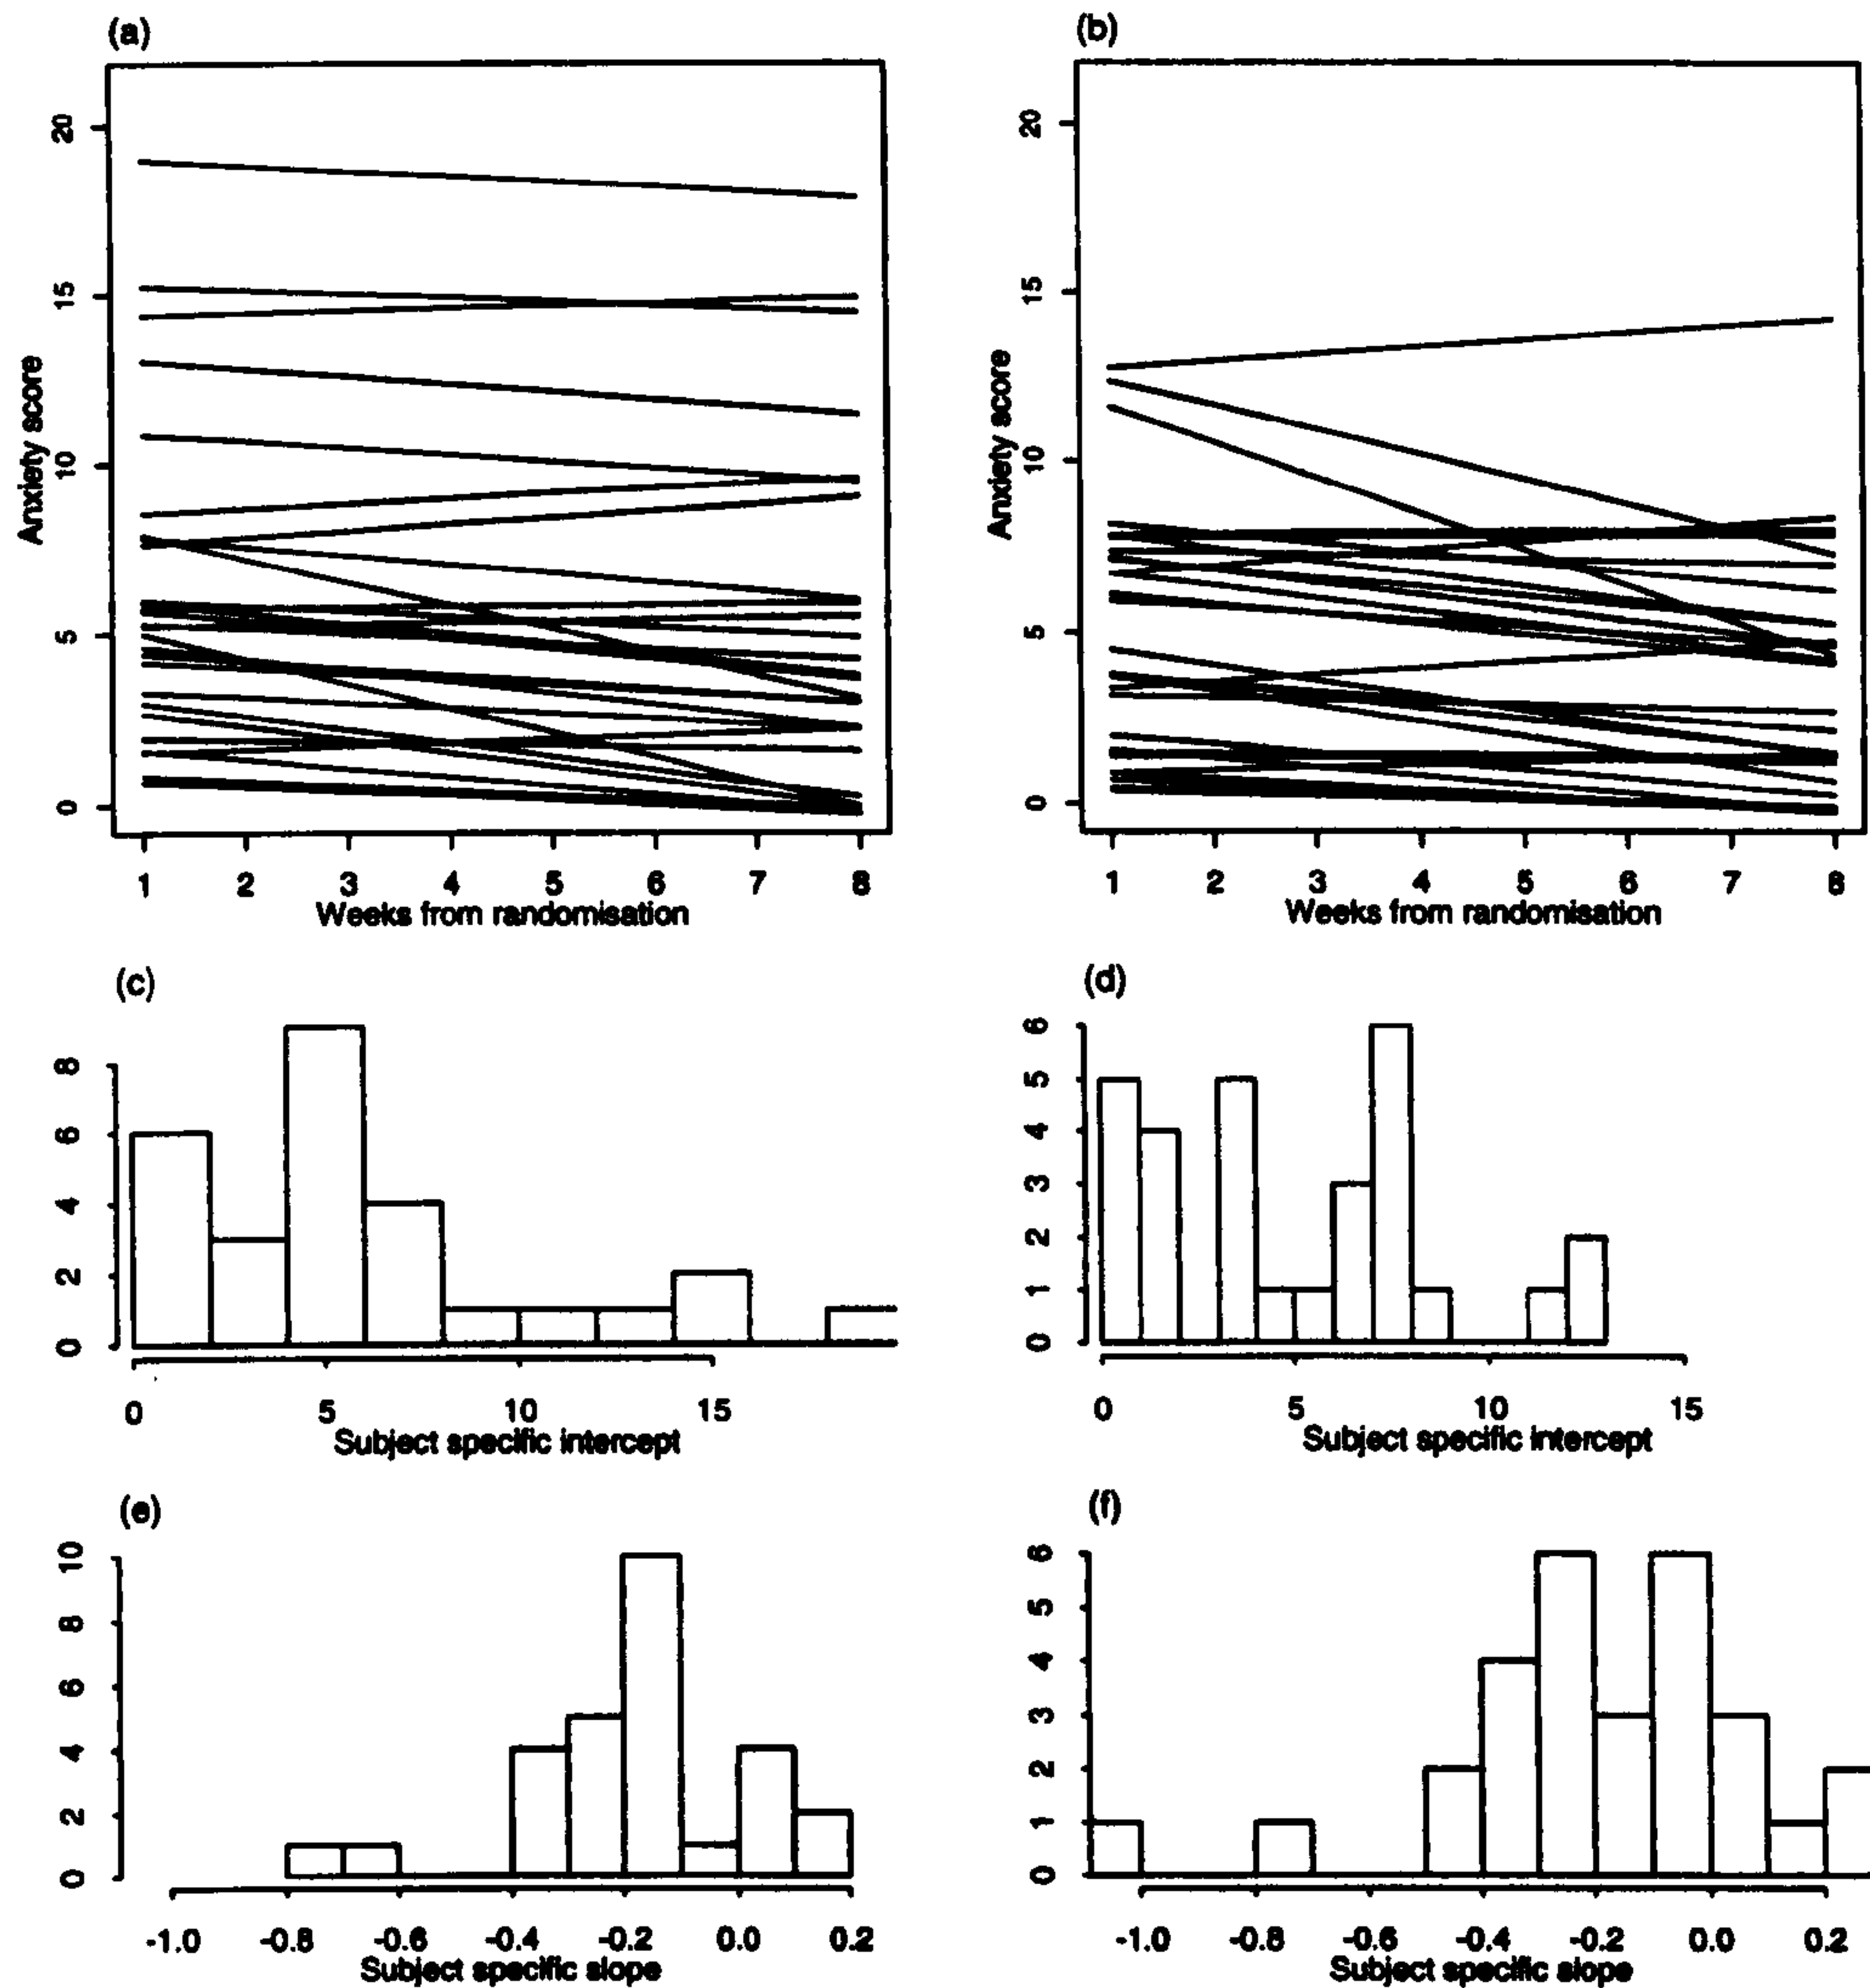 (a)
20
15
10
5
0
Anxiety score
1 2 3 4 5 6 7 8
Weeks from randomisation
(b)
20
15
10
5
0
Anxiety score
1 2 3 4 5 6 7 8
Weeks from randomisation
(c)
8
6
4
2
0
0 5 10 15
Subject specific intercept
(d)
6
5
4
3
2
1
0
0 5 10 15
Subject specific intercept
(e)
10
8
6
4
2
0
-1.0 -0.8 -0.6 -0.4 -0.2 0.0 0.2
Subject specific slope
(f)
6
5
4
3
2
1
0
-1.0 -0.8 -0.6 -0.4 -0.2 0.0 0.2
Subject specific slope